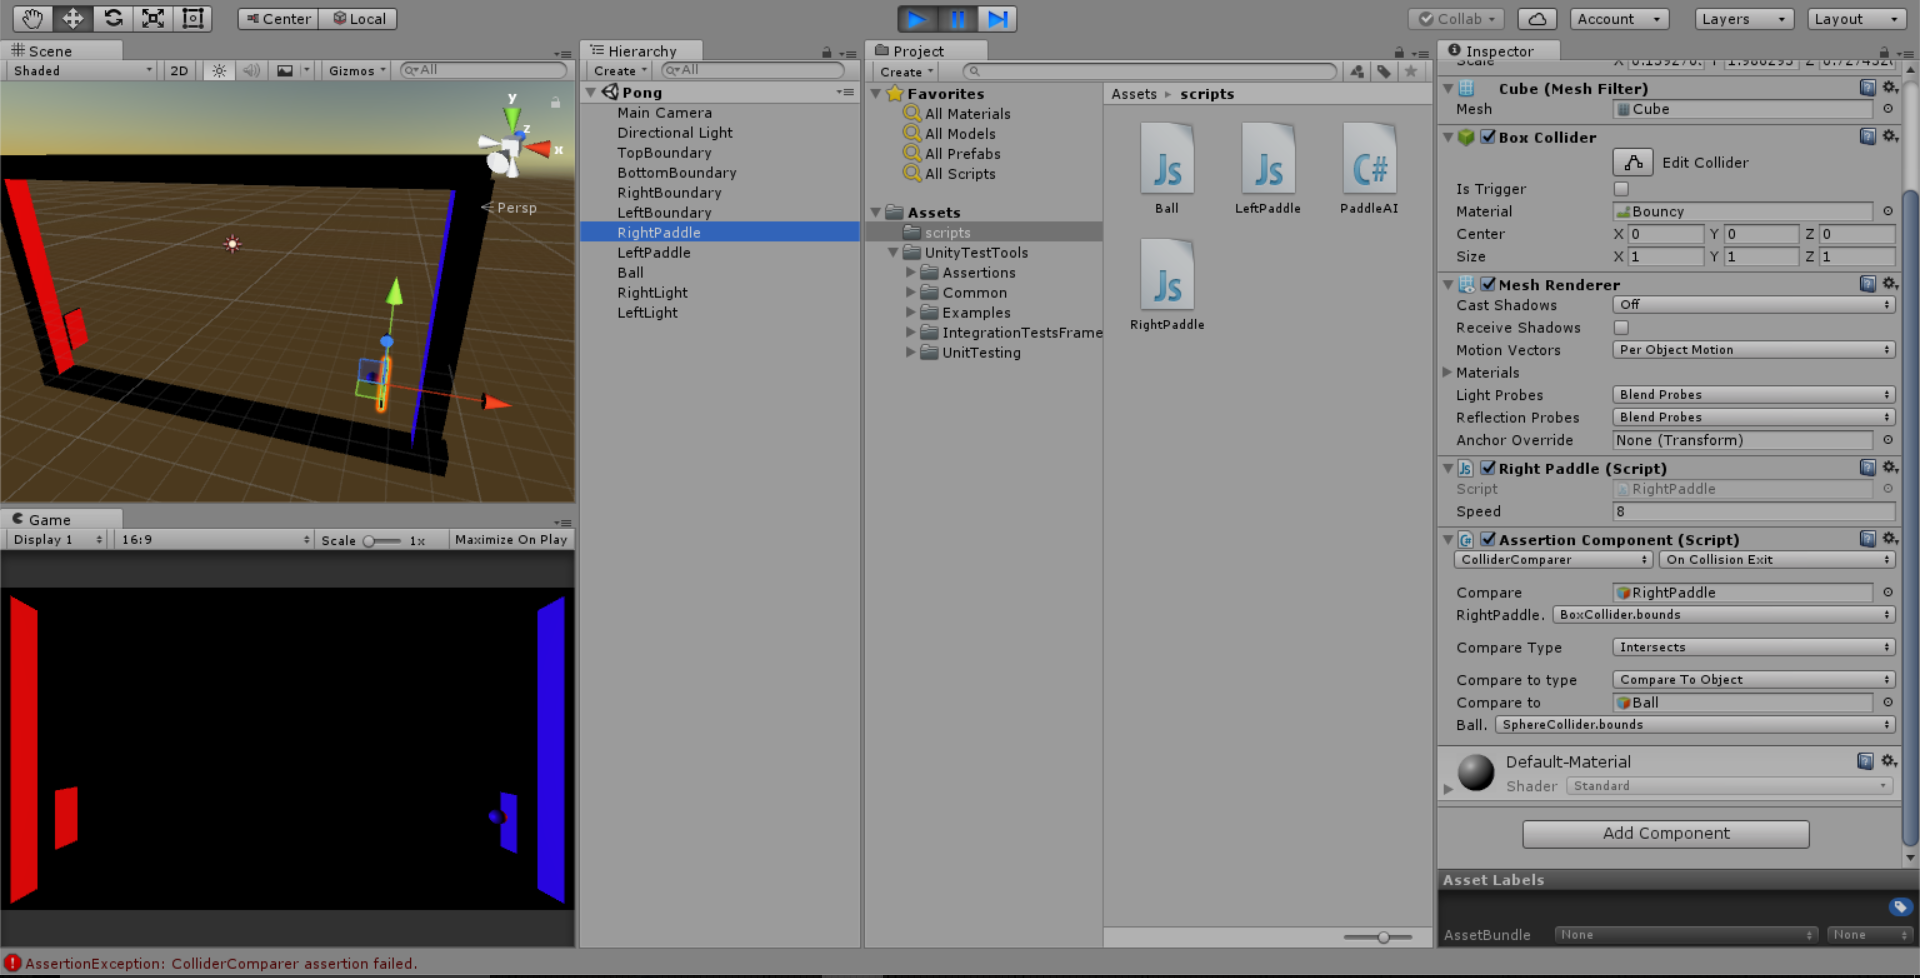 Center
Local
Collab
Account
Layers
Layout
Scene
Shaded
2D
Gizmos
All
y
z
x
Persp
Game
Display 1
16:9
Scale
1x
Maximize On Play
Hierarchy
Create
All
Pong
Main Camera
Directional Light
TopBoundary
BottomBoundary
RightBoundary
LeftBoundary
RightPaddle
LeftPaddle
Ball
RightLight
LeftLight
Project
Create
Favorites
All Materials
All Models
All Prefabs
All Scripts
Assets
scripts
UnityTestTools
Assertions
Common
Examples
IntegrationTestsFrame
UnitTesting
Assets ▸ scripts
Js
Js
C#
Ball
LeftPaddle
PaddleAI
Js
RightPaddle
Inspector
Cube (Mesh Filter)
Mesh Cube
Box Collider
Edit Collider
Is Trigger
Material Bouncy
Center X 0 Y 0 Z 0
Size X 1 Y 1 Z 1
Mesh Renderer
Cast Shadows Off
Receive Shadows
Motion Vectors Per Object Motion
Materials
Light Probes Blend Probes
Reflection Probes Blend Probes
Anchor Override None (Transform)
Js Right Paddle (Script)
Script RightPaddle
Speed 8
C# Assertion Component (Script)
ColliderComparer On Collision Exit
Compare RightPaddle
RightPaddle. BoxCollider.bounds
Compare Type Intersects
Compare to type Compare To Object
Compare to Ball
Ball. SphereCollider.bounds
Default-Material
Shader Standard
Add Component
Asset Labels
AssetBundle None None
AssertionException: ColliderComparer assertion failed.